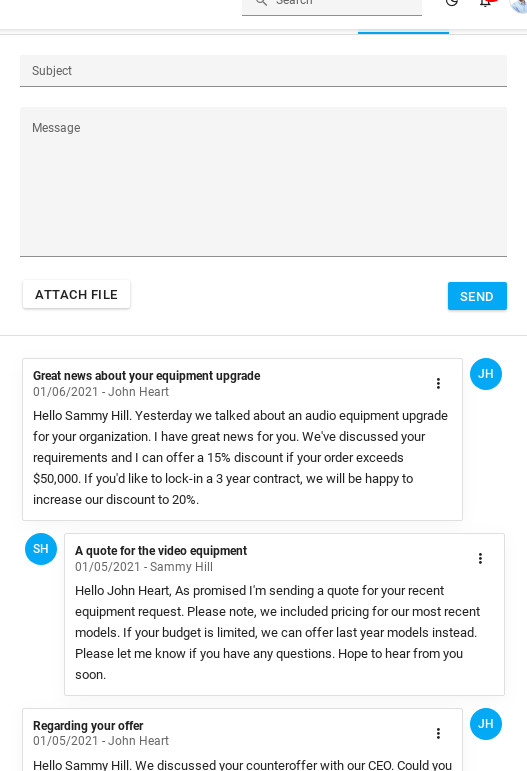 Search
Subject
Message
ATTACH FILE
SEND
Great news about your equipment upgrade
01/06/2021 - John Heart
JH
Hello Sammy Hill. Yesterday we talked about an audio equipment upgrade
for your organization. I have great news for you. We've discussed your
requirements and I can offer a 15% discount if your order exceeds
$50,000. If you'd like to lock-in a 3 year contract, we will be happy to
increase our discount to 20%.
SH
A quote for the video equipment
01/05/2021 - Sammy Hill
Hello John Heart, As promised I'm sending a quote for your recent
equipment request. Please note, we included pricing for our most recent
models. If your budget is limited, we can offer last year models instead.
Please let me know if you have any questions. Hope to hear from you
soon.
Regarding your offer
01/05/2021 - John Heart
JH
Hello Sammy Hill. We discussed your counteroffer with our CEO. Could you